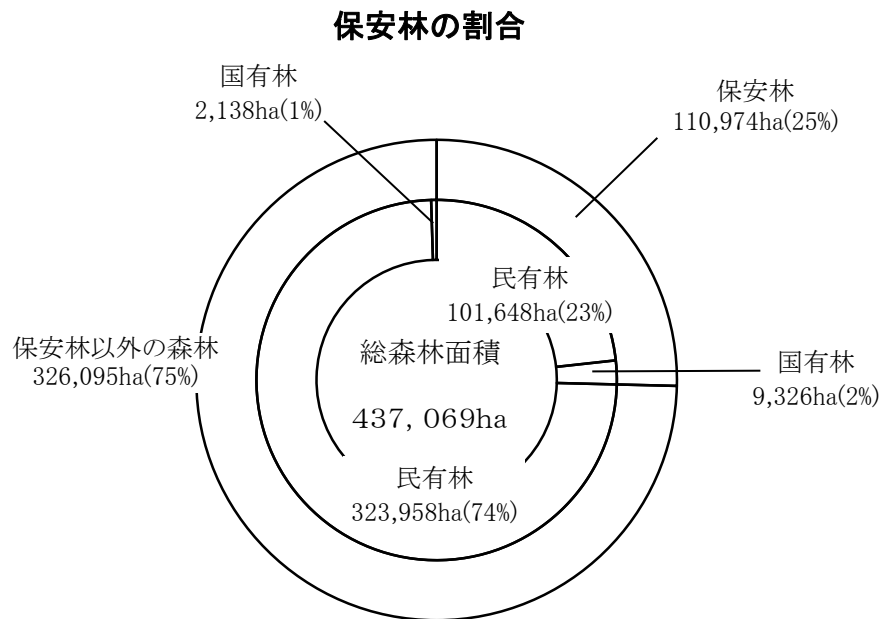 保安林の割合
国有林
2,138ha(1%)
保安林
110,974ha(25%)
民有林
101,648ha(23%)
保安林以外の森林
326,095ha(75%)
総森林面積
437,069ha
国有林
9,326ha(2%)
民有林
323,958ha(74%)